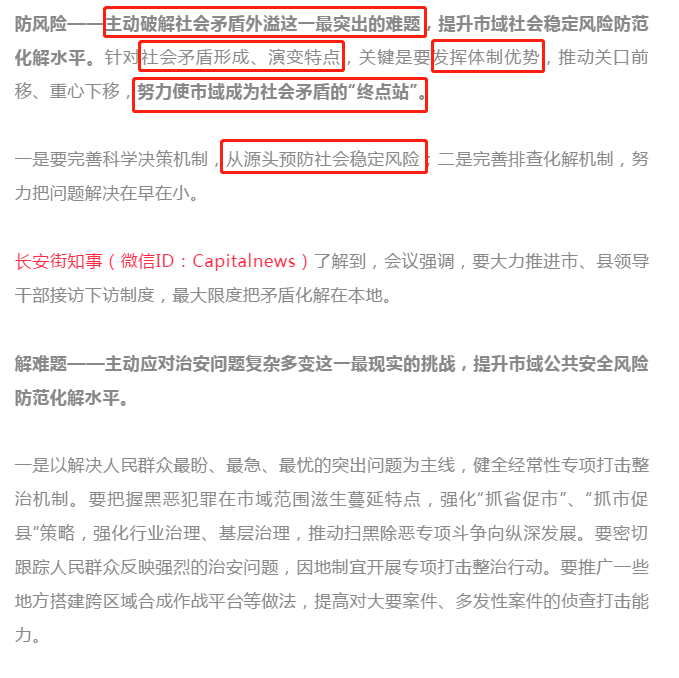 防风险——主动破解社会矛盾外溢这一最突出的难题，提升市域社会稳定风险防范
化解水平。针对社会矛盾形成、演变特点，关键是要发挥体制优势，推动关口前
移、重心下移，努力使市域成为社会矛盾的“终点站”。
一是要完善科学决策机制，从源头预防社会稳定风险；二是完善排查化解机制，努
力把问题解决在早在小。
长安街知事（微信ID：Capitalnews）了解到，会议强调，要大力推进市、县领导
干部接访下访制度，最大限度把矛盾化解在本地。
解难题——主动应对治安问题复杂多变这一最现实的挑战，提升市域公共安全风险
防范化解水平。
一是以解决人民群众最盼、最急、最忧的突出问题为主线，健全经常性专项打击整
治机制。要把握黑恶犯罪在市域范围滋生蔓延特点，强化“抓省促市”、“抓市促
县”策略，强化行业治理、基层治理，推动扫黑除恶专项斗争向纵深发展。要密切
跟踪人民群众反映强烈的治安问题，因地制宜开展专项打击整治行动。要推广一些
地方搭建跨区域合成作战平台等做法，提高对大要案件、多发性案件的侦查打击能
力。